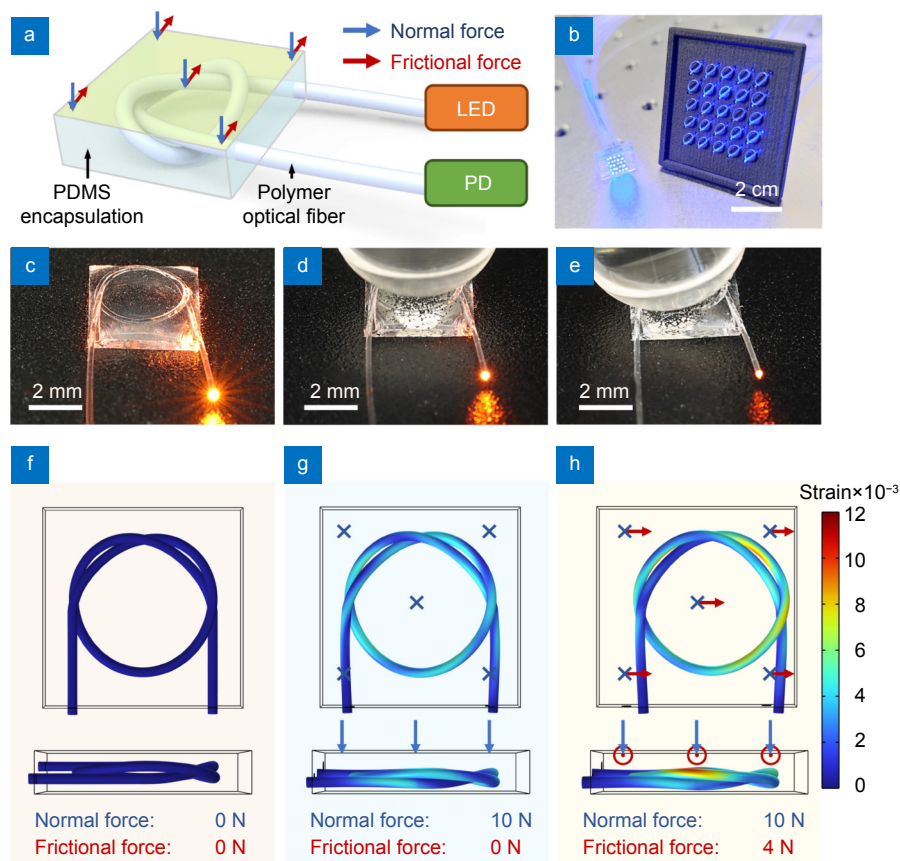 a
Normal force
Frictional force
LED
PD
PDMS
encapsulation
Polymer
optical fiber
b
2 cm
c
2 mm
d
2 mm
e
2 mm
f
g
h
Strain×10⁻³
12
10
8
6
4
2
0
Normal force: 0 N
Frictional force: 0 N
Normal force: 10 N
Frictional force: 0 N
Normal force: 10 N
Frictional force: 4 N